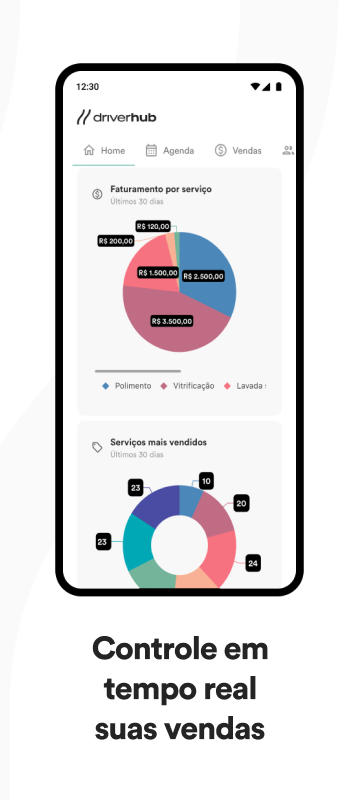 12:30
driverhub
Home Agenda Vendas
Faturamento por serviço
Últimos 30 dias
R$ 120,00
R$ 200,00
R$ 1.500,00 R$ 2.500,00
R$ 3.500,00
Polimento Vitrificação Lavada
Serviços mais vendidos
Últimos 30 dias
23 10
20
23
24
Controle em
tempo real
suas vendas